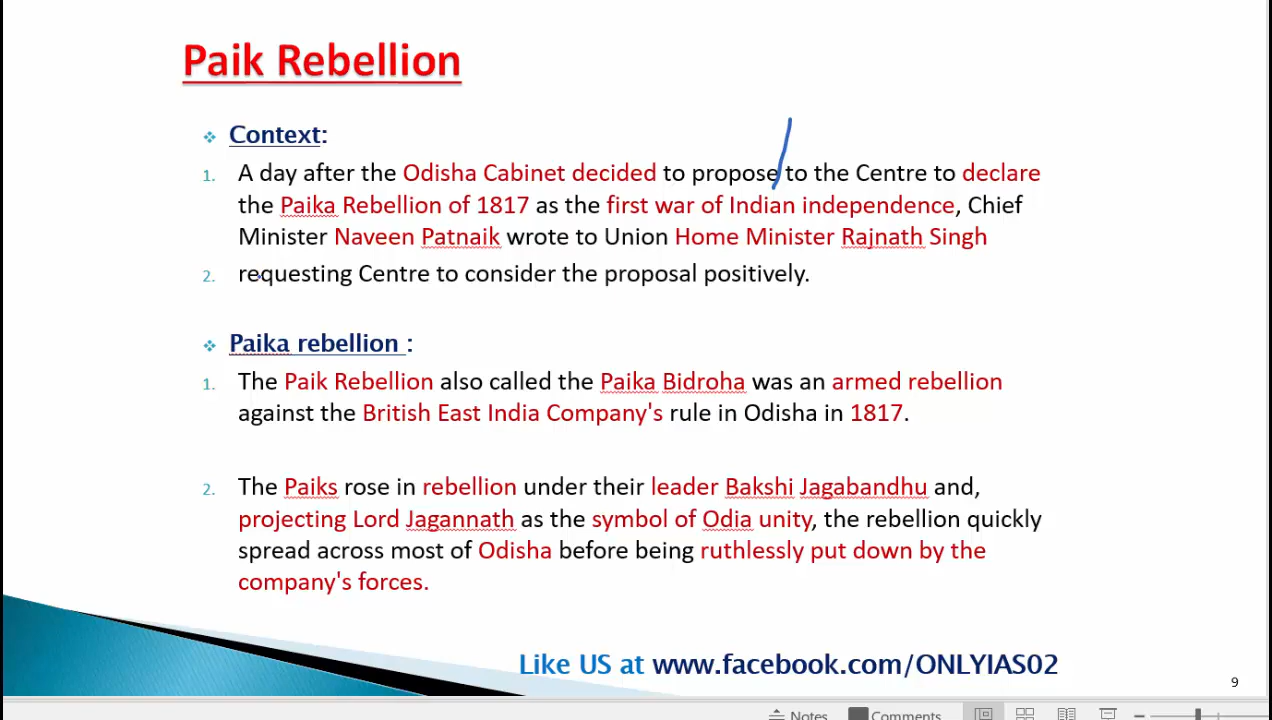 Paik Rebellion
Context:
1. A day after the Odisha Cabinet decided to propose to the Centre to declare
the Paika Rebellion of 1817 as the first war of Indian independence, Chief
Minister Naveen Patnaik wrote to Union Home Minister Rajnath Singh
2. requesting Centre to consider the proposal positively.
Paika rebellion :
1. The Paik Rebellion also called the Paika Bidroha was an armed rebellion
against the British East India Company's rule in Odisha in 1817.
2. The Paiks rose in rebellion under their leader Bakshi Jagabandhu and,
projecting Lord Jagannath as the symbol of Odia unity, the rebellion quickly
spread across most of Odisha before being ruthlessly put down by the
company's forces.
Like US at www.facebook.com/ONLYIAS02
9
Notes Comments